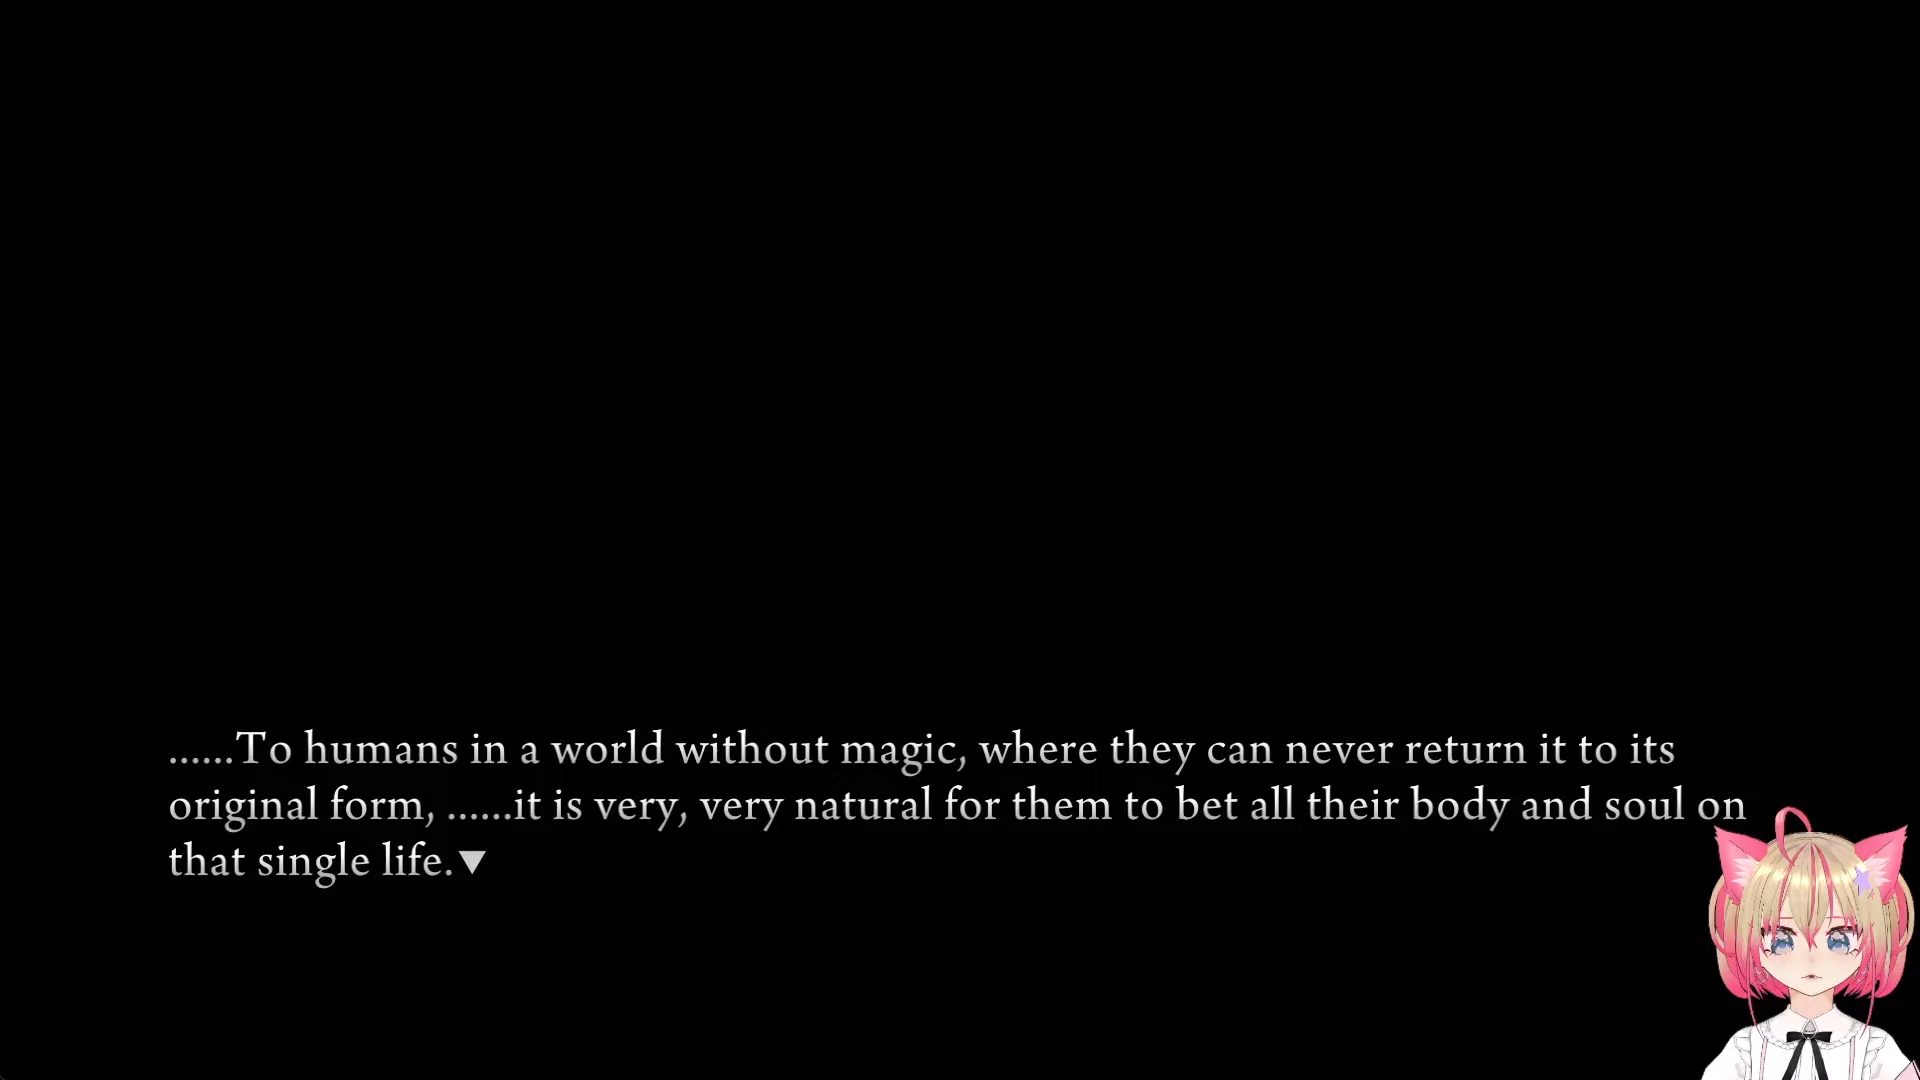 ......To humans in a world without magic, where they can never return it to its
original form, ......it is very, very natural for them to bet all their body and soul on
that single life.▼